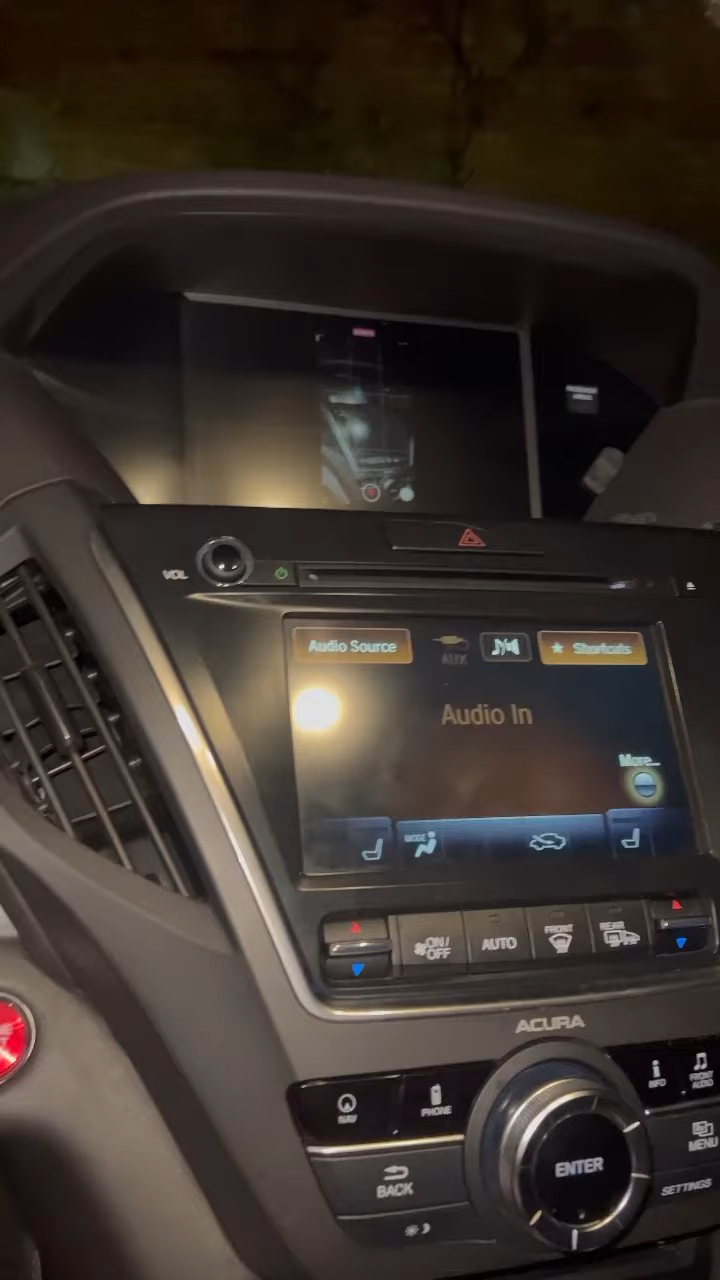 VOL
Audio Source
AUX
★ Shortcuts
Audio In
More...
MODE
ON/
OFF
AUTO
FRONT
REAR
ACURA
NAV
PHONE
INFO
FRONT
AUDIO
MENU
BACK
ENTER
SETTINGS